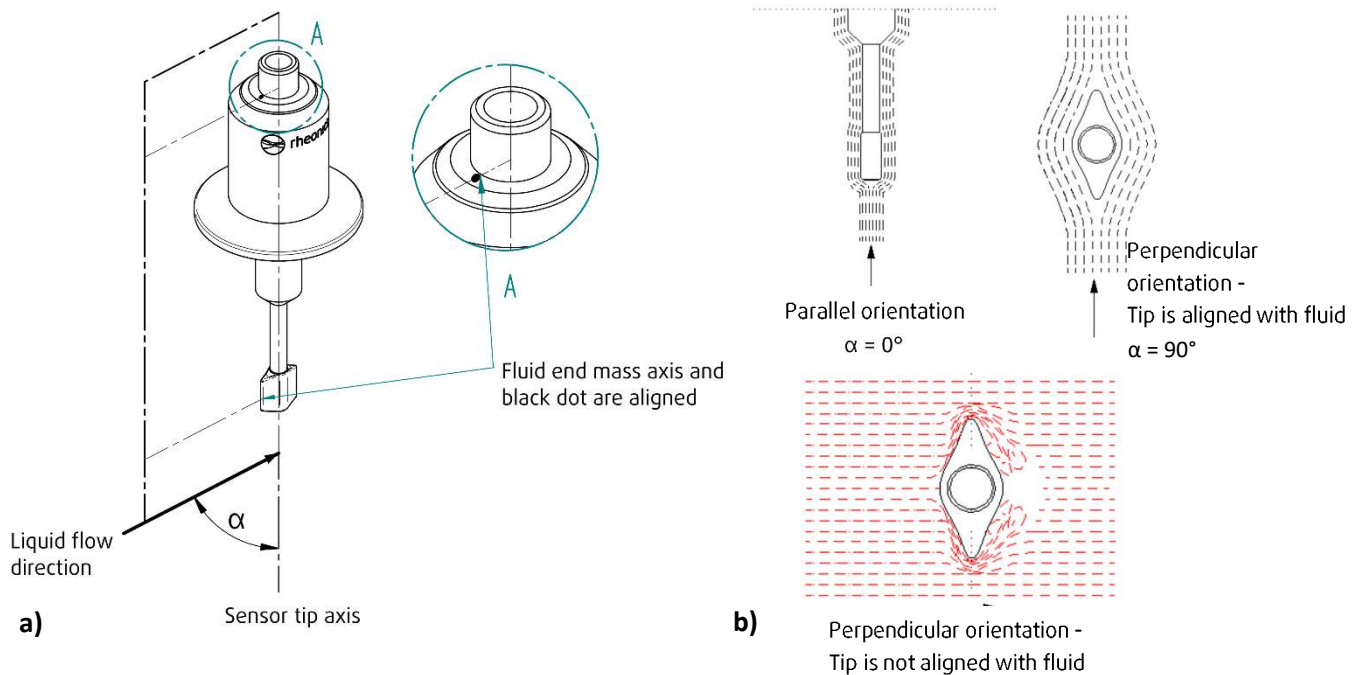 A
rheonic
A
Fluid end mass axis and
black dot are aligned
α
Liquid flow
direction
Sensor tip axis
a)
Parallel orientation
α = 0°
Perpendicular
orientation -
Tip is aligned with fluid
α = 90°
b)
Perpendicular orientation -
Tip is not aligned with fluid